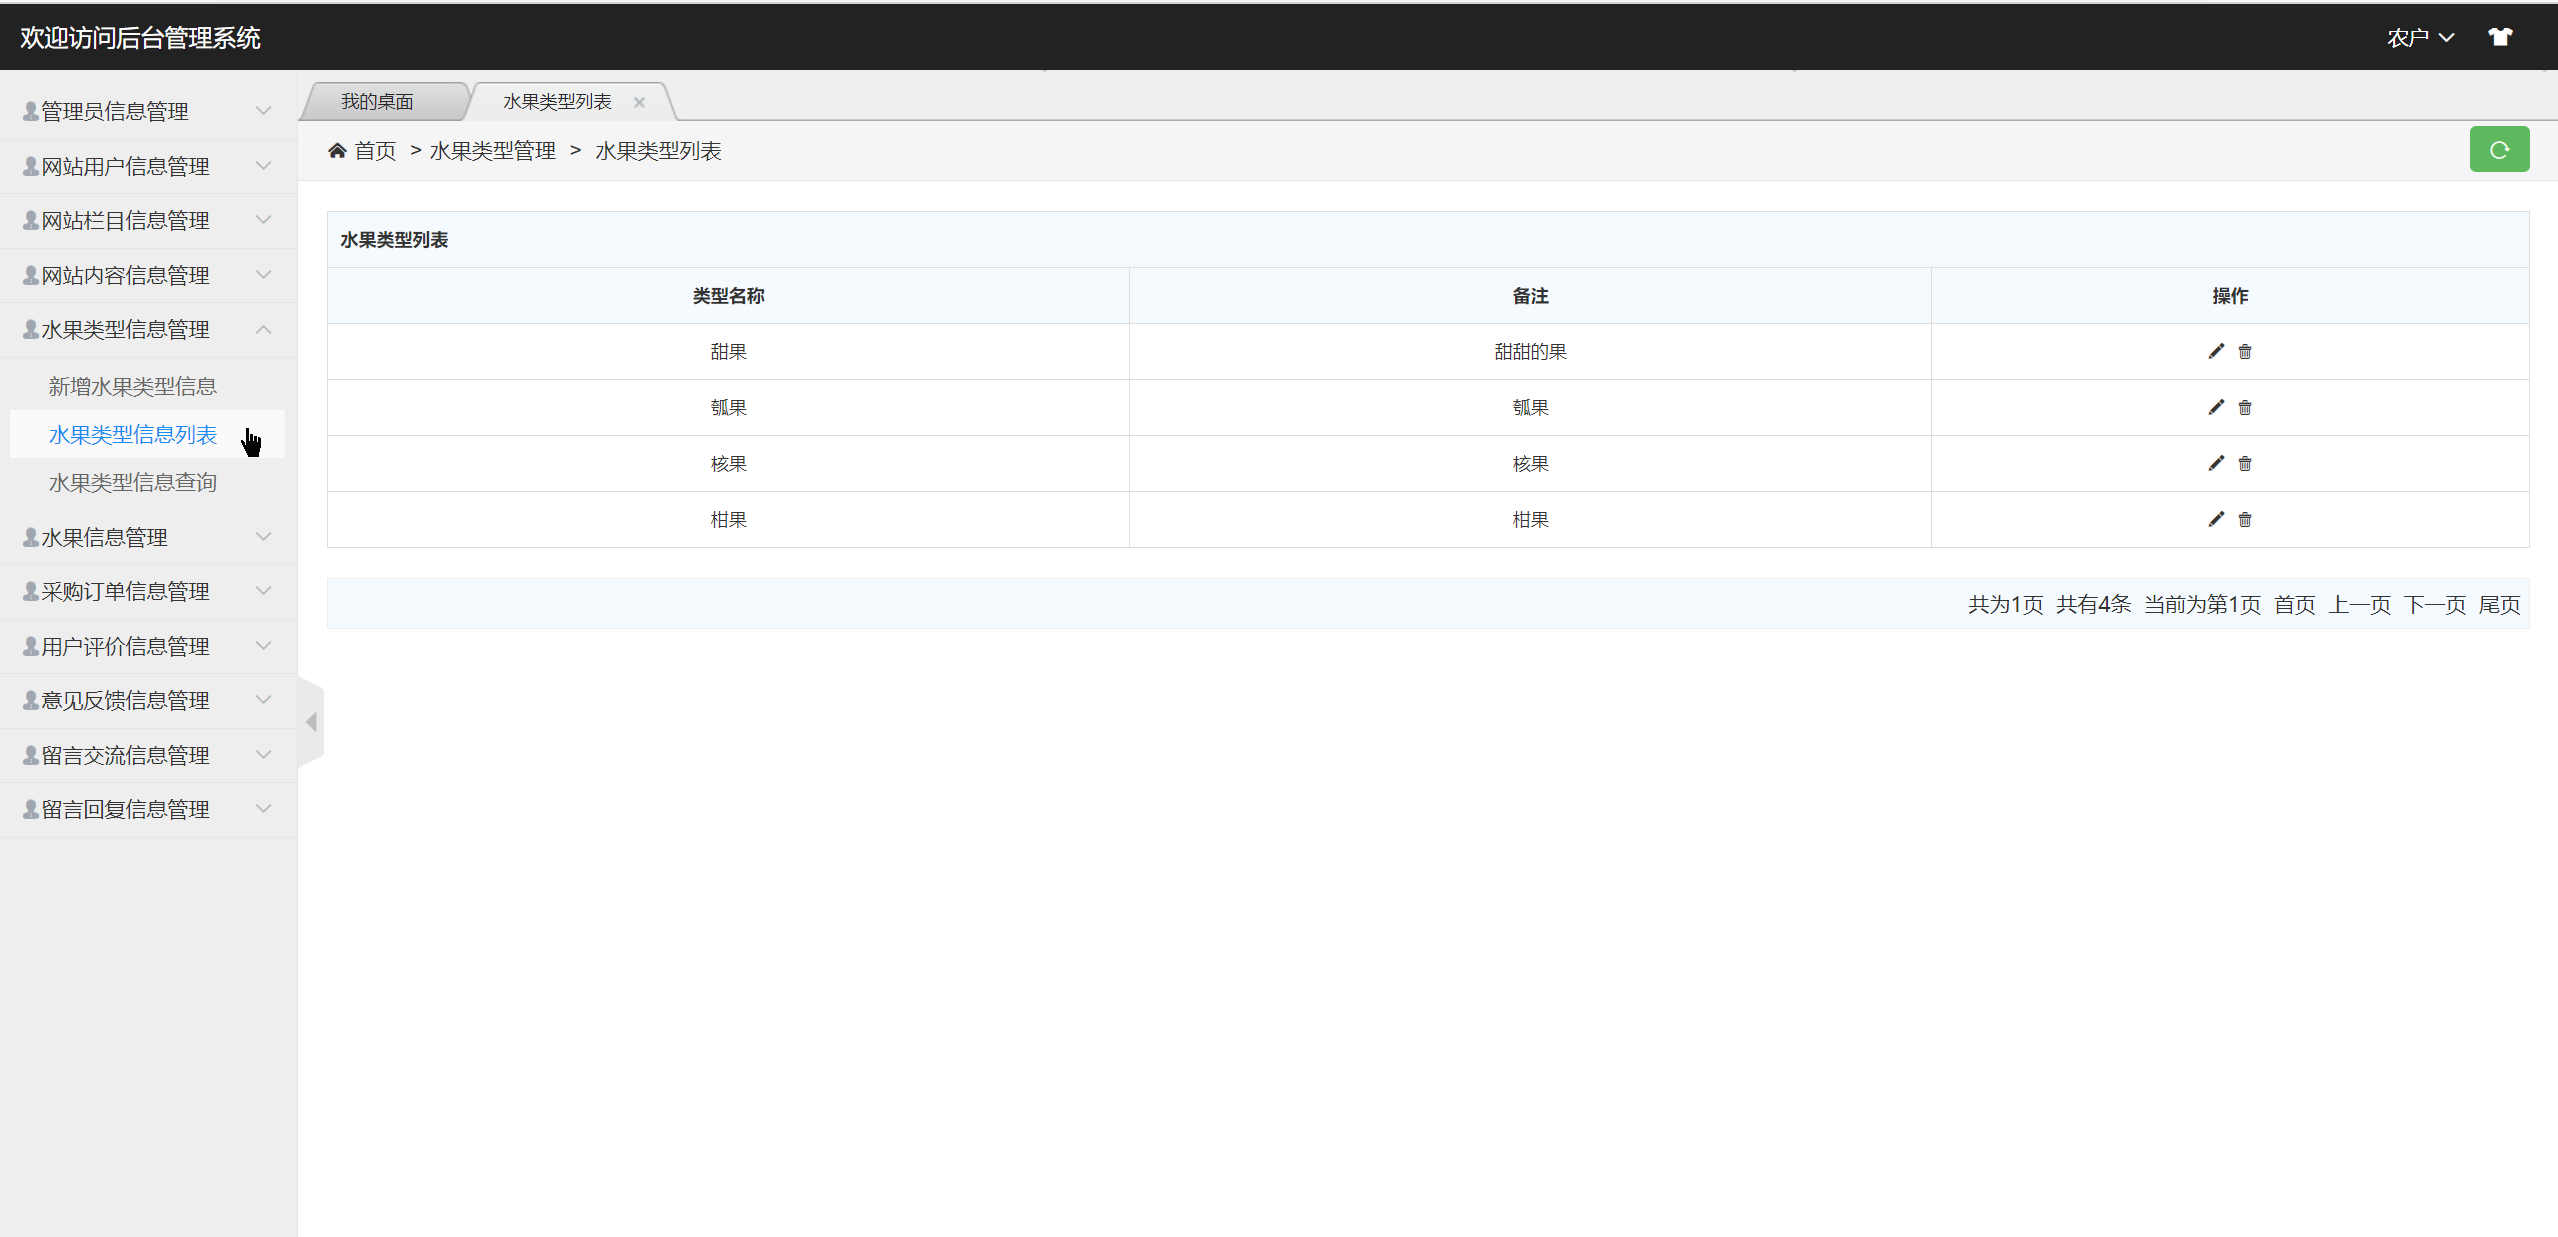 欢迎访问后台管理系统
农户
管理员信息管理
网站用户信息管理
网站栏目信息管理
网站内容信息管理
水果类型信息管理
新增水果类型信息
水果类型信息列表
水果类型信息查询
水果信息管理
采购订单信息管理
用户评价信息管理
意见反馈信息管理
留言交流信息管理
留言回复信息管理
我的桌面 水果类型列表
首页 > 水果类型管理 > 水果类型列表
水果类型列表
类型名称 备注 操作
甜果 甜甜的果
瓠果 瓠果
核果 核果
柑果 柑果
共为1页 共有4条 当前为第1页 首页 上一页 下一页 尾页